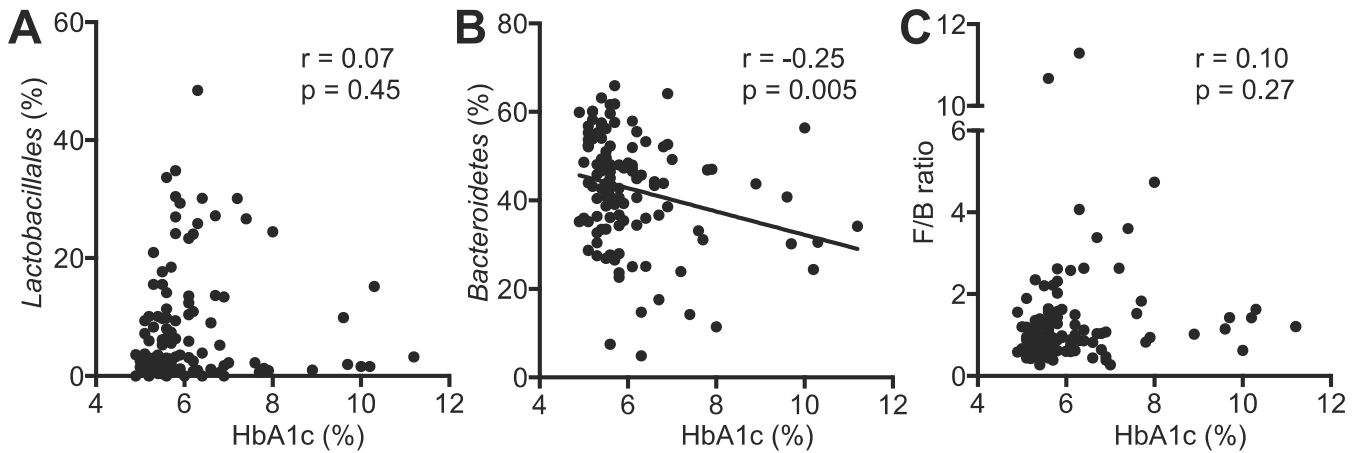 A
r = 0.07
p = 0.45
Lactobacillales (%)
60
40
20
0
4
6
8
10
12
HbA1c (%)
B
r = -0.25
p = 0.005
Bacteroidetes (%)
80
60
40
20
0
4
6
8
10
12
HbA1c (%)
C
r = 0.10
p = 0.27
F/B ratio
12
10
6
4
2
0
4
6
8
10
12
HbA1c (%)